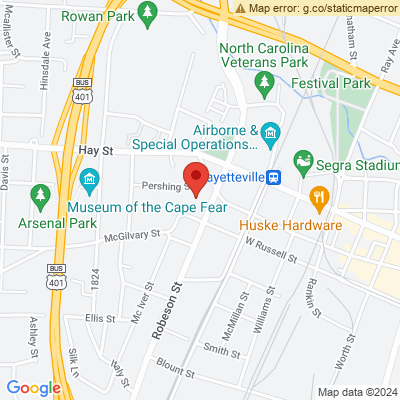 Map error: g.co/staticmaperror
Rowan Park
Mcallister St
Hinsdale Ave
North Carolina
Veterans Park
Festival Park
Ray Ave
BUS
401
Airborne &
Special Operations...
Hay St
Segra Stadium
Davis St
Pershing St
Fayetteville
Museum of the Cape Fear
Arsenal Park
Huske Hardware
McGilvary St
W Russell St
BUS
401
1824
Mc Iver St
Robeson St
Ellis St
McMillan St
Williams St
Rankin St
Worth St
Ashley St
Silk Ln
Smith St
Blount St
Google
Map data ©2024